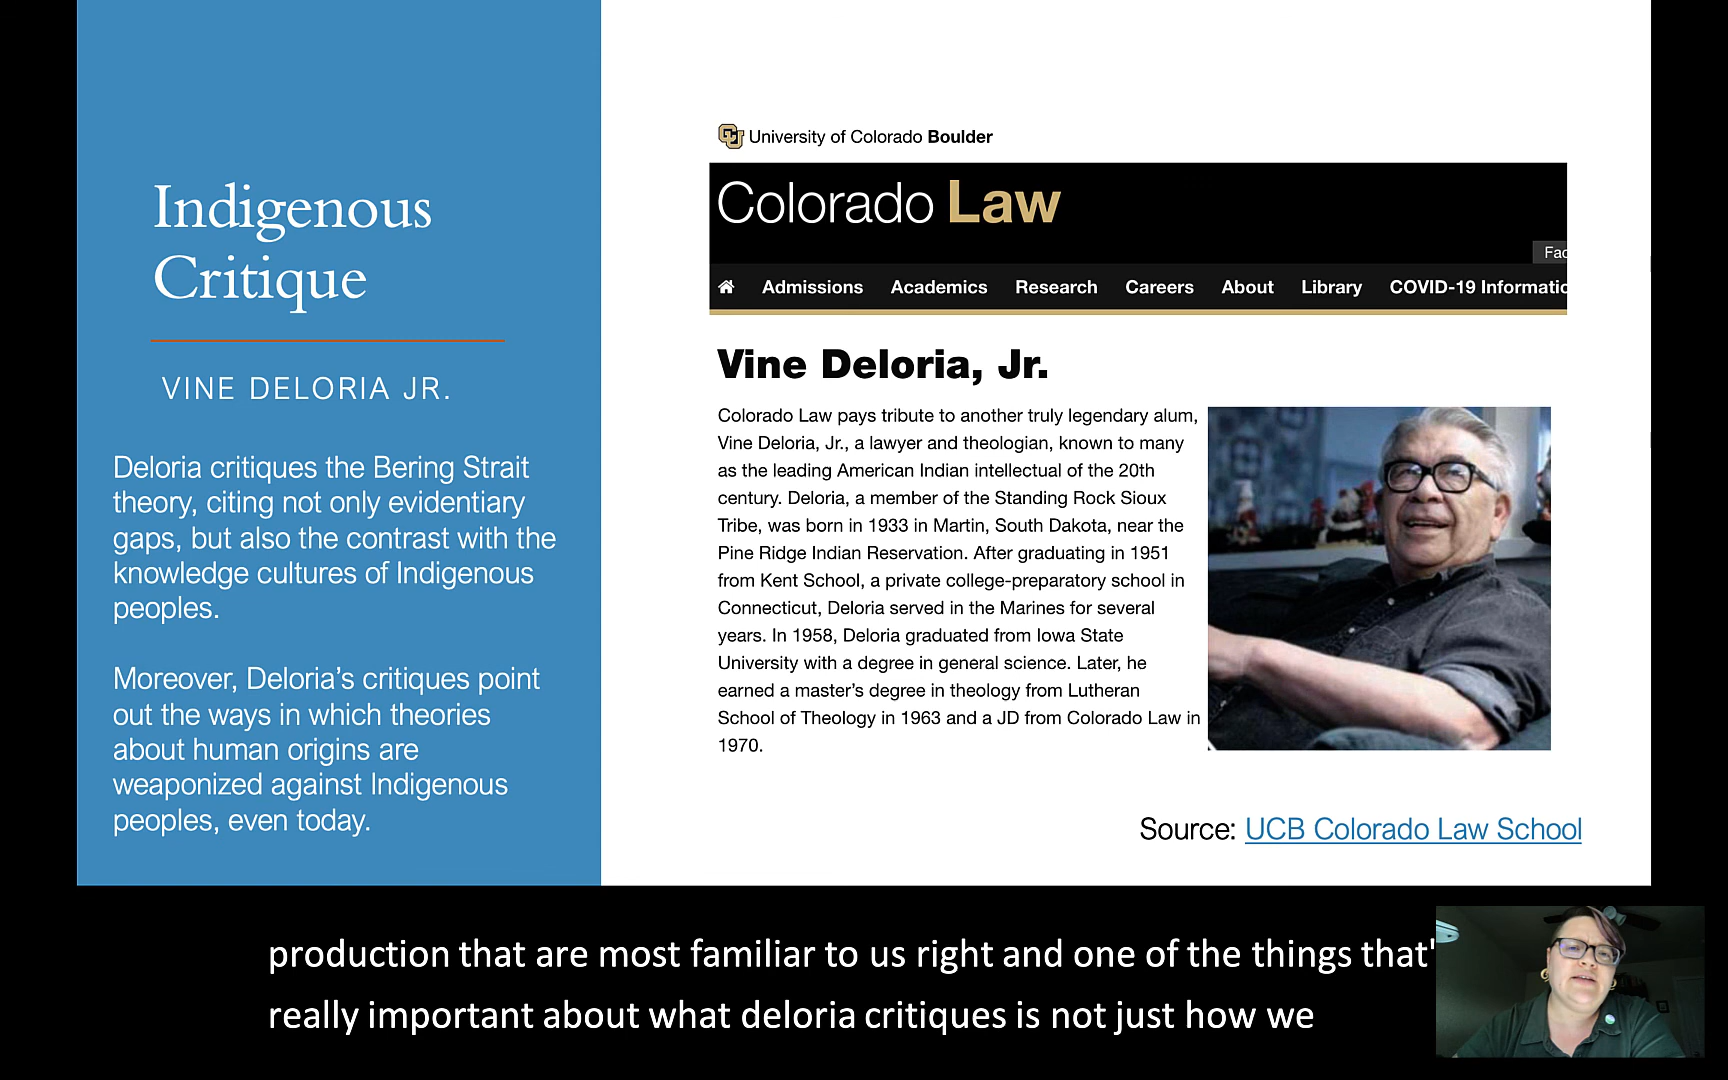 Indigenous
Critique
VINE DELORIA JR.
Deloria critiques the Bering Strait
theory, citing not only evidentiary
gaps, but also the contrast with the
knowledge cultures of Indigenous
peoples.
Moreover, Deloria’s critiques point
out the ways in which theories
about human origins are
weaponized against Indigenous
peoples, even today.
University of Colorado Boulder
Colorado Law
Fac
Admissions Academics Research Careers About Library COVID-19 Informatio
Vine Deloria, Jr.
Colorado Law pays tribute to another truly legendary alum,
Vine Deloria, Jr., a lawyer and theologian, known to many
as the leading American Indian intellectual of the 20th
century. Deloria, a member of the Standing Rock Sioux
Tribe, was born in 1933 in Martin, South Dakota, near the
Pine Ridge Indian Reservation. After graduating in 1951
from Kent School, a private college-preparatory school in
Connecticut, Deloria served in the Marines for several
years. In 1958, Deloria graduated from Iowa State
University with a degree in general science. Later, he
earned a master’s degree in theology from Lutheran
School of Theology in 1963 and a JD from Colorado Law in
1970.
Source: UCB Colorado Law School
production that are most familiar to us right and one of the things that'
really important about what deloria critiques is not just how we